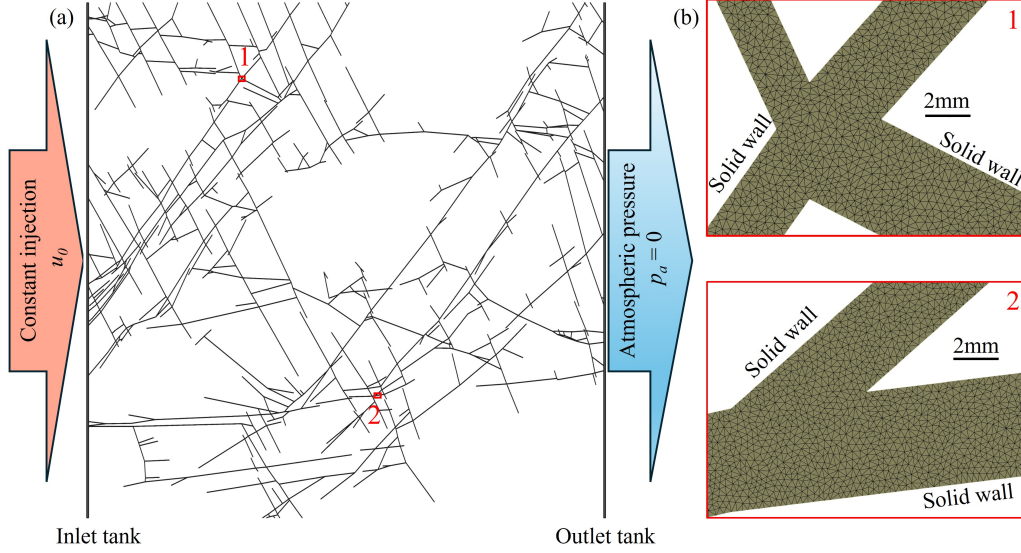 (a)
1
Constant injection
u₀
2
Inlet tank
Outlet tank
Atmospheric pressure
pₐ = 0
(b)
1
2mm
Solid wall
Solid wall
2
Solid wall
2mm
Solid wall